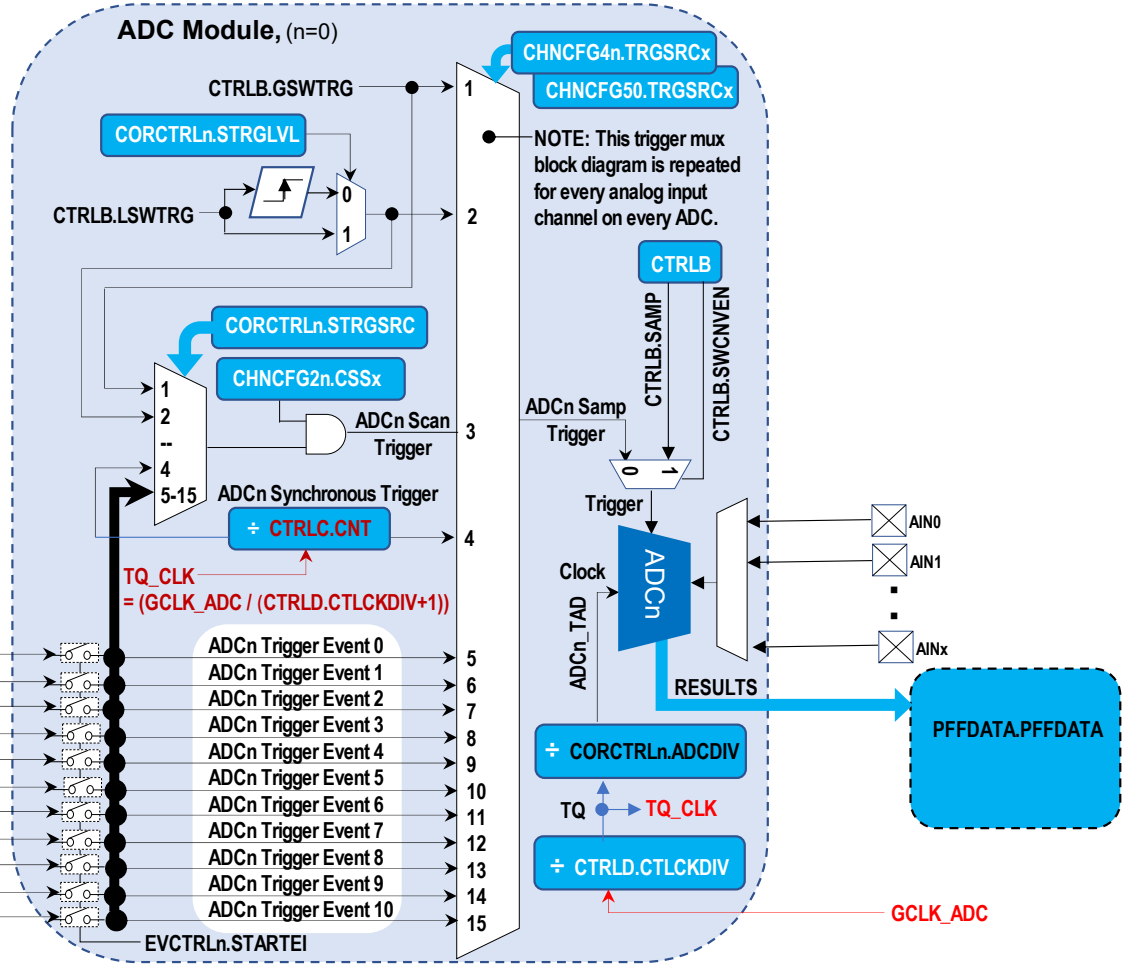 ADC Module, (n=0)
CHNCFG4n.TRGSRCx
CHNCFG50.TRGSRCx
CTRLB.GSWTRG
1
CORCTRLn.STRGLVL
NOTE: This trigger mux
block diagram is repeated
for every analog input
channel on every ADC.
0
CTRLB.LSWTRG
2
1
CTRLB
CTRLB.SAMP
CTRLB.SWCNVEN
CORCTRLn.STRGSRC
CHNCFG2n.CSSx
1
2
--
4
5-15
ADCn Scan
Trigger
3
ADCn Samp
Trigger
0
1
Trigger
ADCn Synchronous Trigger
÷ CTRLC.CNT
4
TQ_CLK
= (GCLK_ADC / (CTRLD.CTLCKDIV+1))
Clock
ADCn
ADCn_TAD
AIN0
AIN1
AINx
ADCn Trigger Event 0
5
ADCn Trigger Event 1
6
ADCn Trigger Event 2
7
ADCn Trigger Event 3
8
ADCn Trigger Event 4
9
ADCn Trigger Event 5
10
ADCn Trigger Event 6
11
ADCn Trigger Event 7
12
ADCn Trigger Event 8
13
ADCn Trigger Event 9
14
ADCn Trigger Event 10
15
EVCTRLn.STARTEI
RESULTS
PFFDATA.PFFDATA
÷ CORCTRLn.ADCDIV
TQ
TQ_CLK
÷ CTRLD.CTLCKDIV
GCLK_ADC